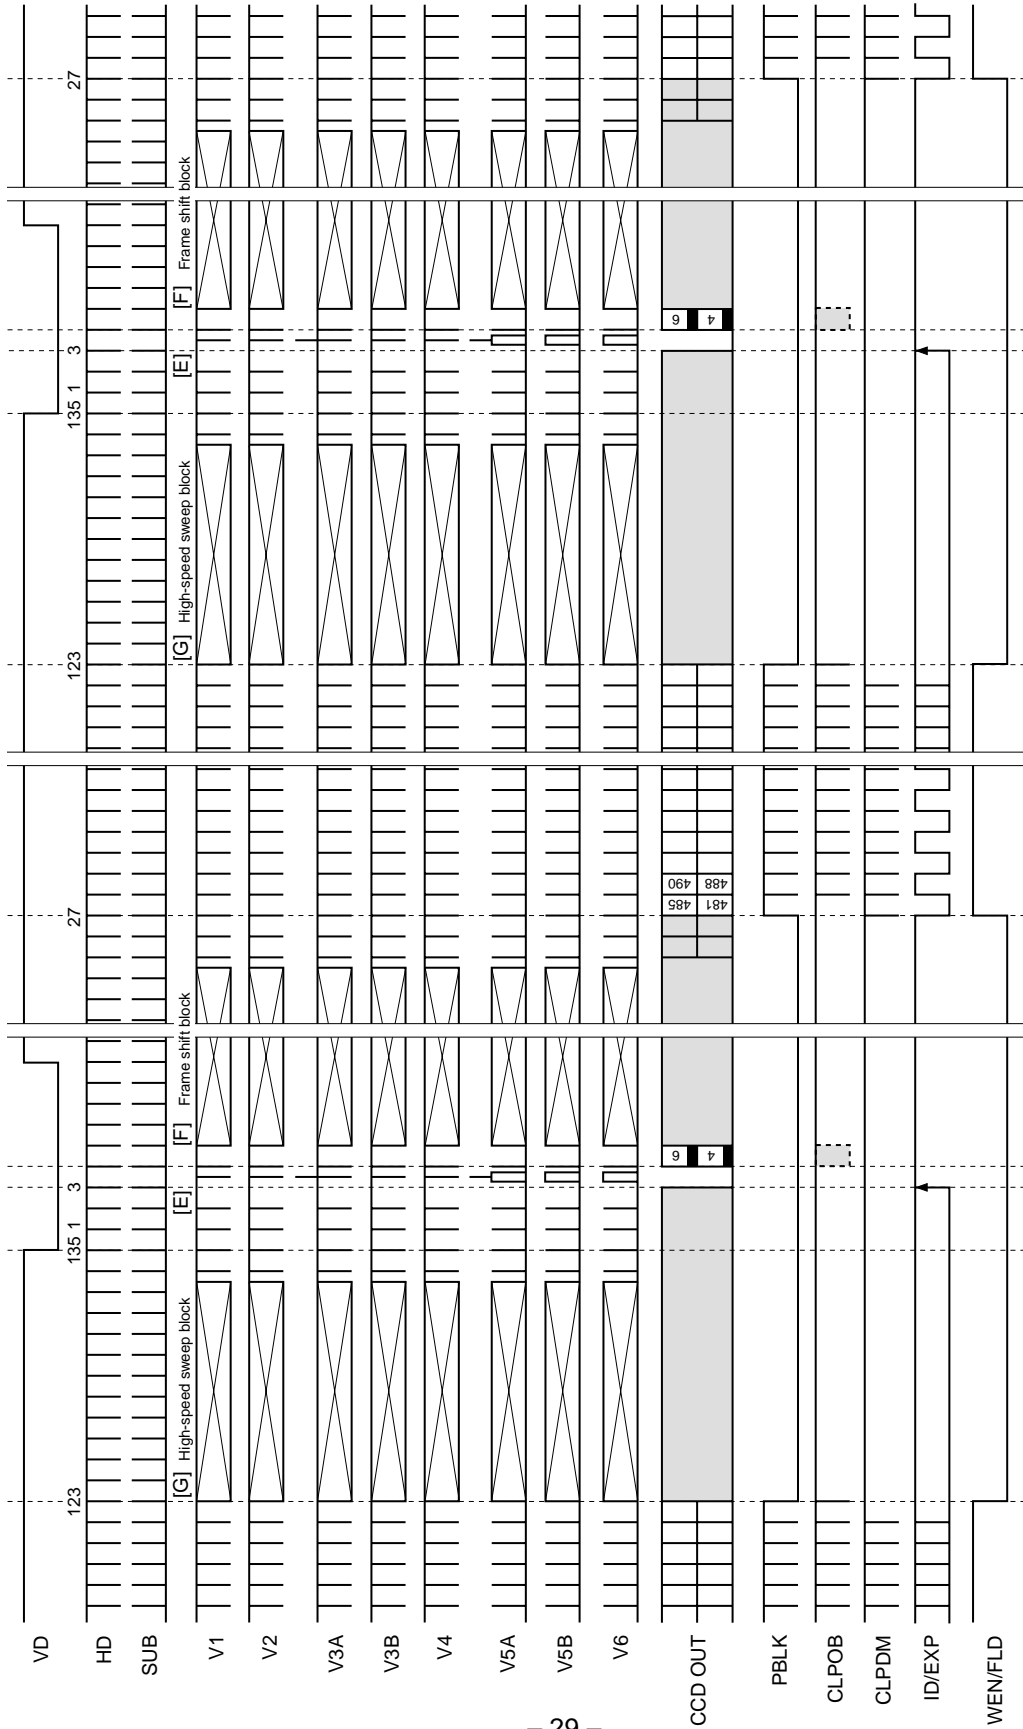 VD
123 135 1 3 27 123 135 1 3 27
HD
SUB
[G] High-speed sweep block [E] [F] Frame shift block [G] High-speed sweep block [E] [F] Frame shift block
V1
V2
V3A
V3B
V4
V5A
V5B
V6
CCD OUT
6 485 490 6
4 481 488 4
PBLK
CLPOB
CLPDM
ID/EXP
WEN/FLD
– 29 –